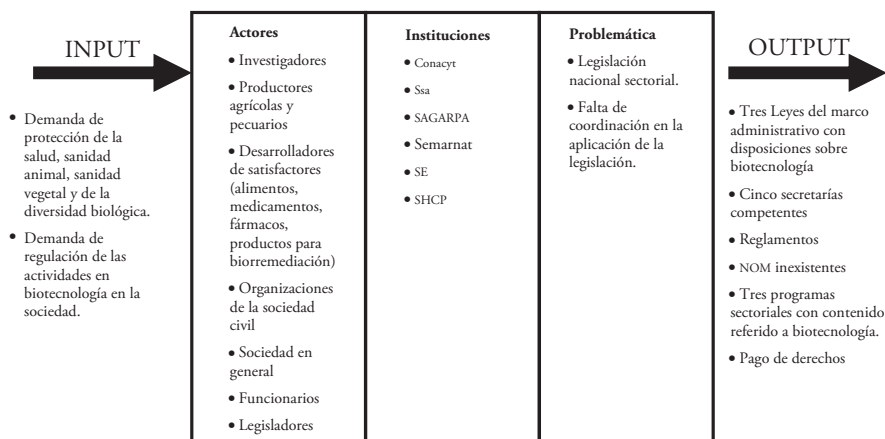 INPUT
• Demanda de
protección de la
salud, sanidad
animal, sanidad
vegetal y de la
diversidad biológica.
• Demanda de
regulación de las
actividades en
biotecnología en la
sociedad.
Actores
• Investigadores
• Productores
agrícolas y
pecuarios
• Desarrolladores
de satisfactores
(alimentos,
medicamentos,
fármacos,
productos para
biorremediación)
• Organizaciones
de la sociedad
civil
• Sociedad en
general
• Funcionarios
• Legisladores
Instituciones
• Conacyt
• Ssa
• SAGARPA
• Semarnat
• SE
• SHCP
Problemática
• Legislación
nacional sectorial.
• Falta de
coordinación en la
aplicación de la
legislación.
OUTPUT
• Tres Leyes del marco
administrativo con
disposiciones sobre
biotecnología
• Cinco secretarías
competentes
• Reglamentos
• NOM inexistentes
• Tres programas
sectoriales con contenido
referido a biotecnología.
• Pago de derechos